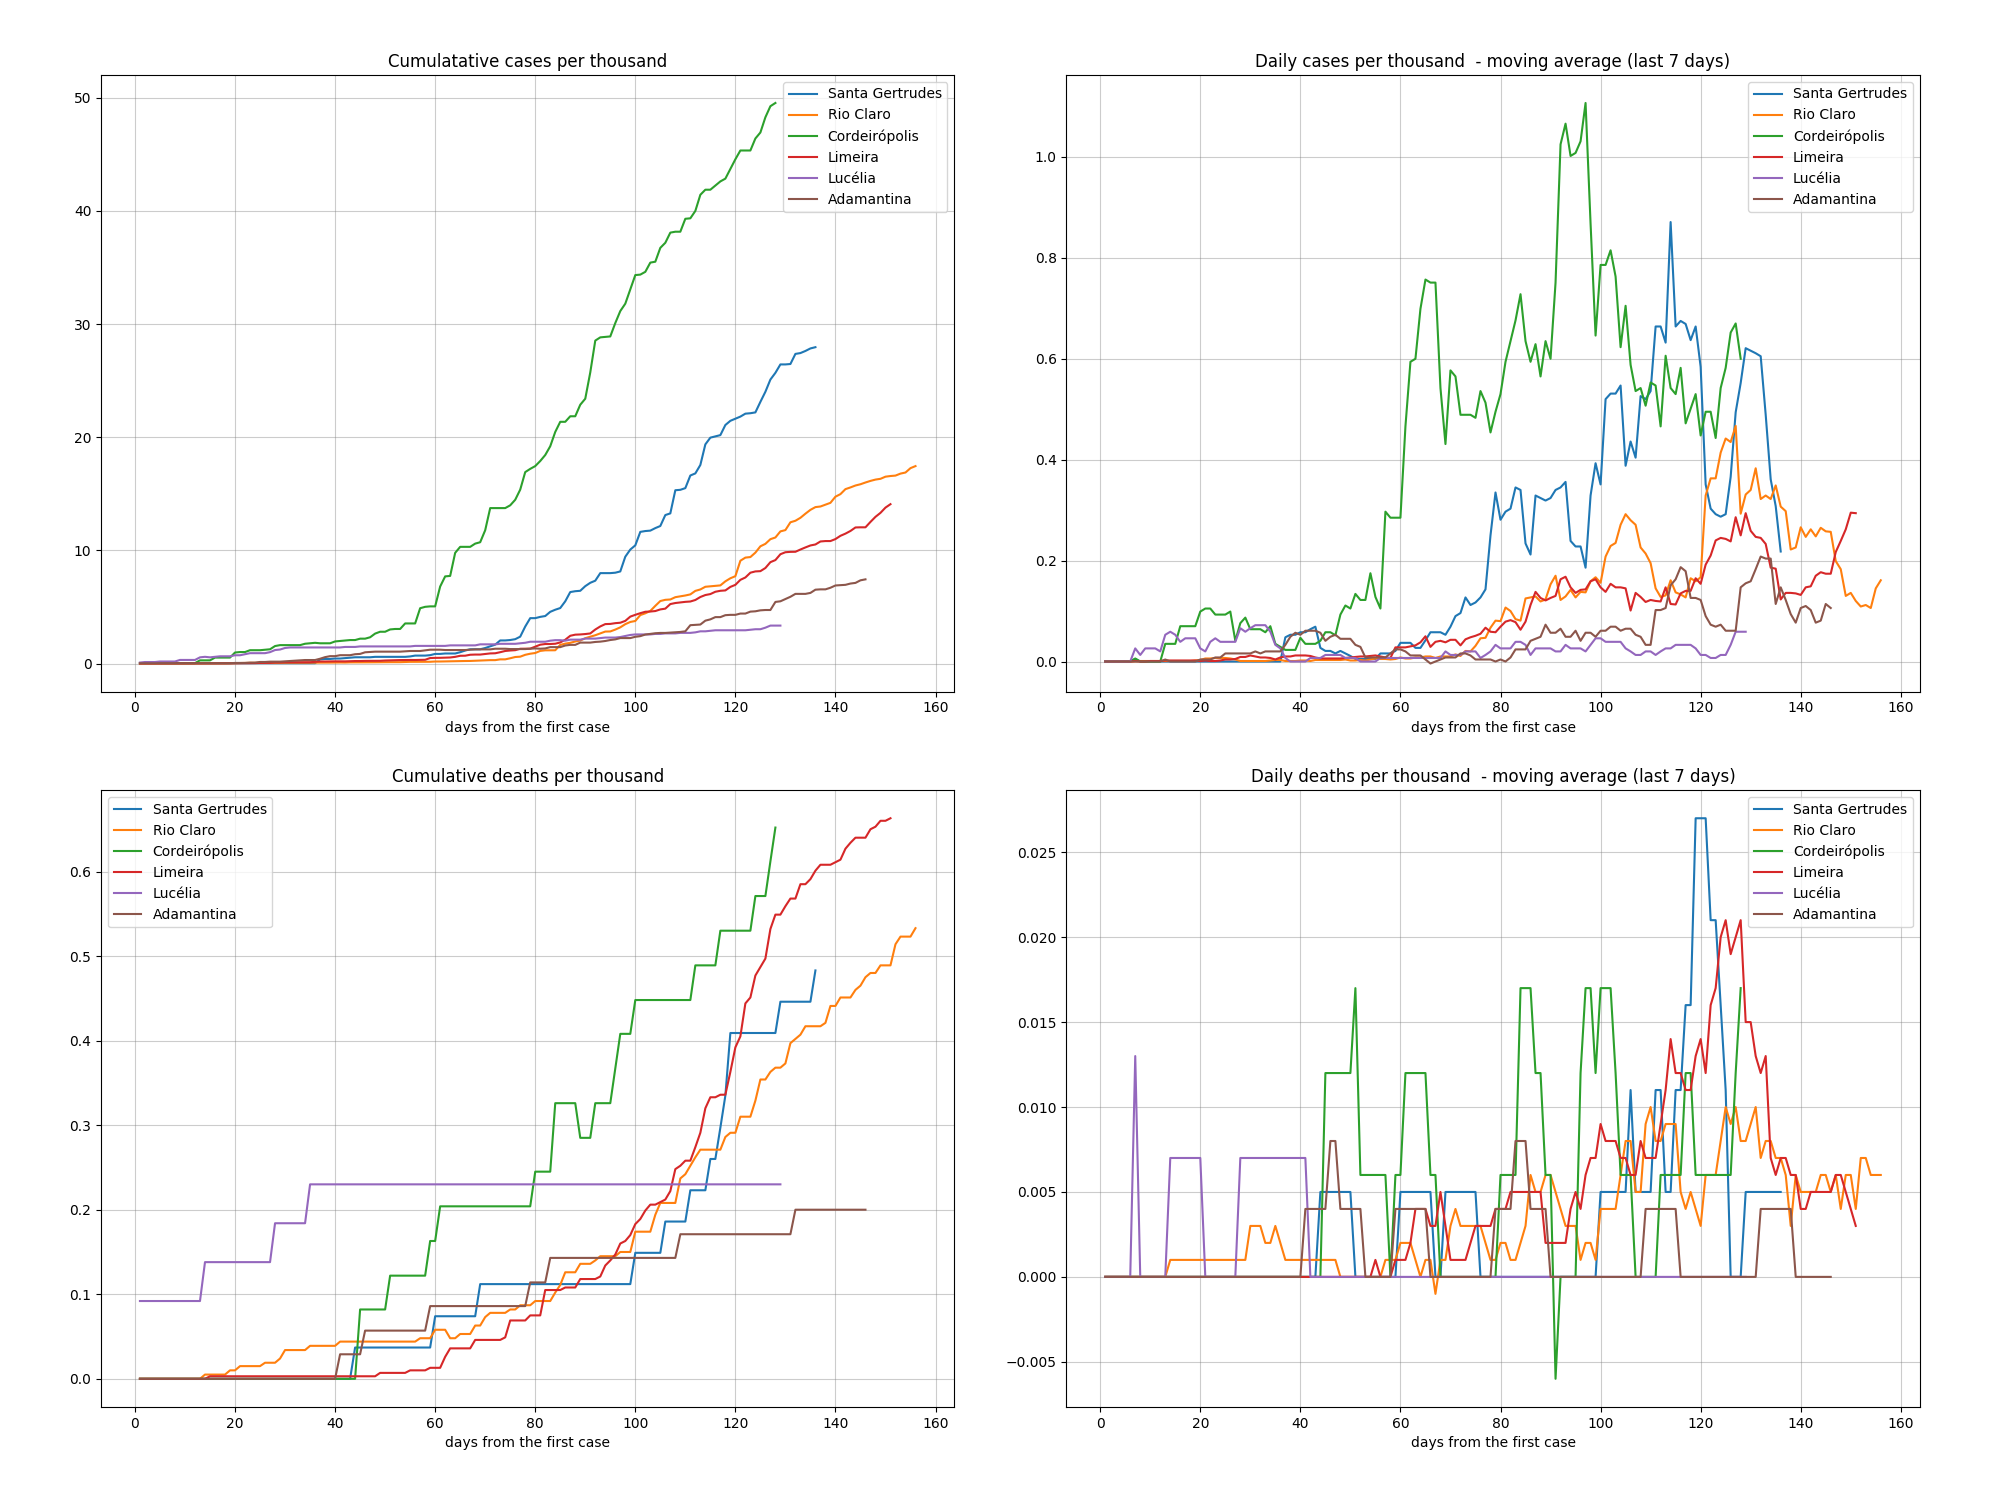 Cumulatative cases per thousand
50
40
30
20
10
0
0 20 40 60 80 100 120 140 160
days from the first case
Santa Gertrudes
Rio Claro
Cordeirópolis
Limeira
Lucélia
Adamantina
Daily cases per thousand - moving average (last 7 days)
1.0
0.8
0.6
0.4
0.2
0.0
0 20 40 60 80 100 120 140 160
days from the first case
Santa Gertrudes
Rio Claro
Cordeirópolis
Limeira
Lucélia
Adamantina
Cumulative deaths per thousand
0.6
0.5
0.4
0.3
0.2
0.1
0.0
0 20 40 60 80 100 120 140 160
days from the first case
Santa Gertrudes
Rio Claro
Cordeirópolis
Limeira
Lucélia
Adamantina
Daily deaths per thousand - moving average (last 7 days)
0.025
0.020
0.015
0.010
0.005
0.000
−0.005
0 20 40 60 80 100 120 140 160
days from the first case
Santa Gertrudes
Rio Claro
Cordeirópolis
Limeira
Lucélia
Adamantina